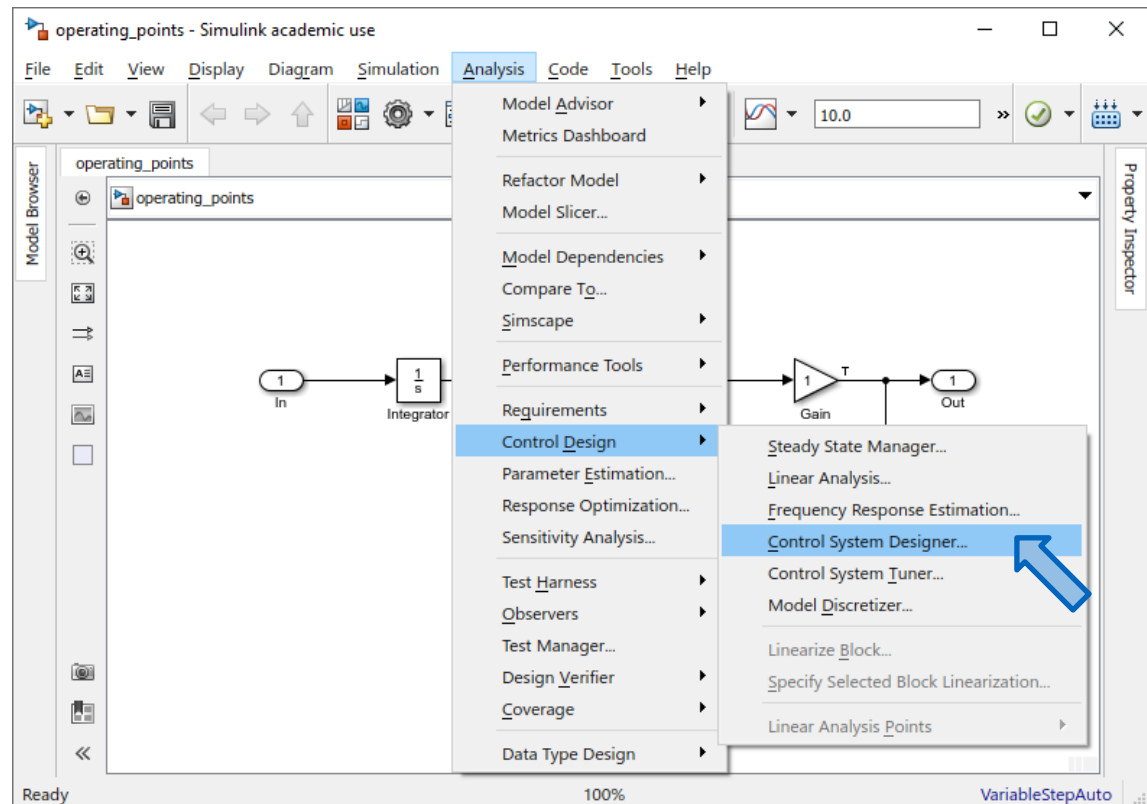 operating_points - Simulink academic use
File Edit View Display Diagram Simulation Analysis Code Tools Help
10.0
»
operating_points
Model Browser
operating_points
Property Inspector
Model Advisor
Metrics Dashboard
Refactor Model
Model Slicer...
Model Dependencies
Compare To...
Simscape
Performance Tools
Requirements
Control Design
Parameter Estimation...
Response Optimization...
Sensitivity Analysis...
Test Harness
Observers
Test Manager...
Design Verifier
Coverage
Data Type Design
1
In
1
s
Integrator
1
T
Gain
1
Out
Steady State Manager...
Linear Analysis...
Frequency Response Estimation...
Control System Designer...
Control System Tuner...
Model Discretizer...
Linearize Block...
Specify Selected Block Linearization...
Linear Analysis Points
Ready 100% VariableStepAuto